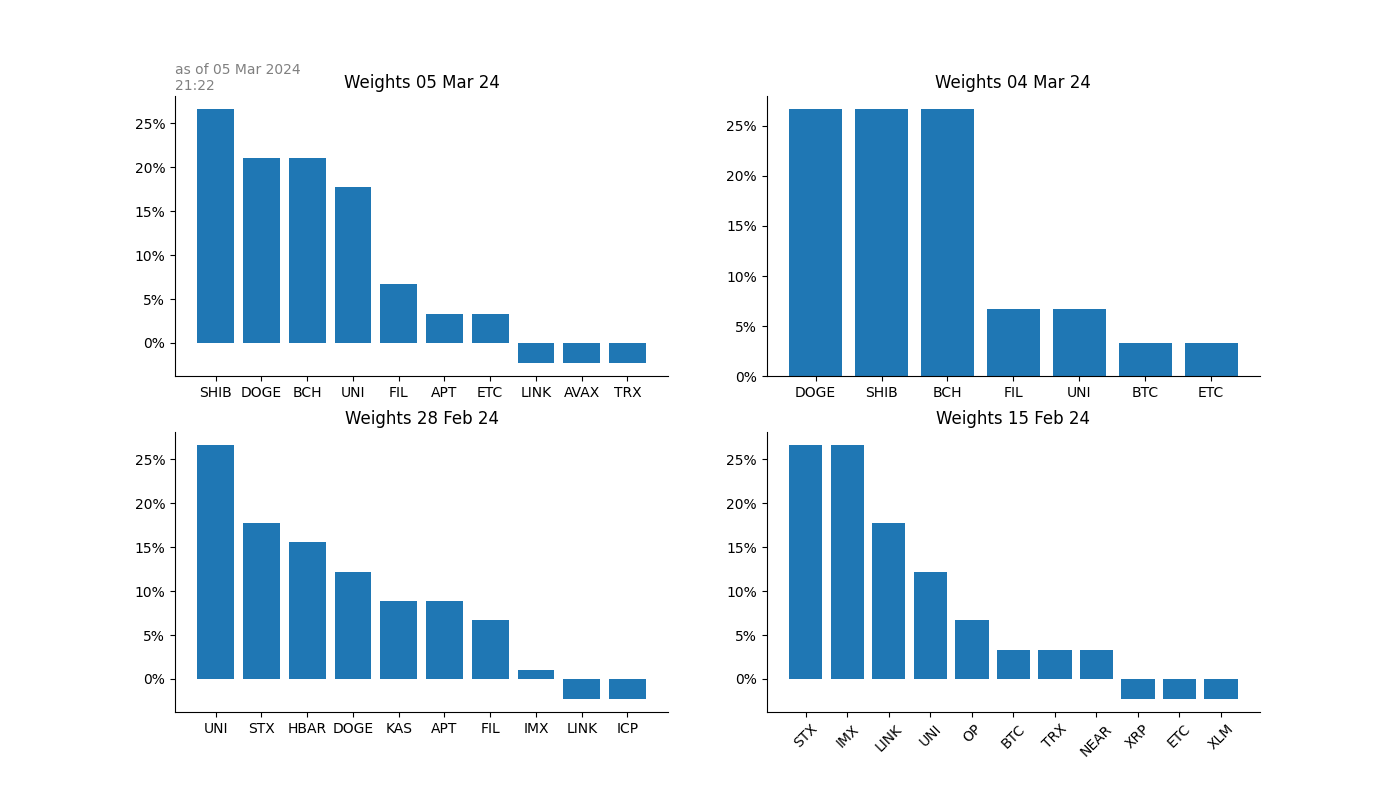 as of 05 Mar 2024
21:22
Weights 05 Mar 24
25%
20%
15%
10%
5%
0%
SHIB DOGE BCH UNI FIL APT ETC LINK AVAX TRX
Weights 04 Mar 24
25%
20%
15%
10%
5%
0%
DOGE SHIB BCH FIL UNI BTC ETC
Weights 28 Feb 24
25%
20%
15%
10%
5%
0%
UNI STX HBAR DOGE KAS APT FIL IMX LINK ICP
Weights 15 Feb 24
25%
20%
15%
10%
5%
0%
STX IMX LINK UNI OP BTC TRX NEAR XRP ETC XLM